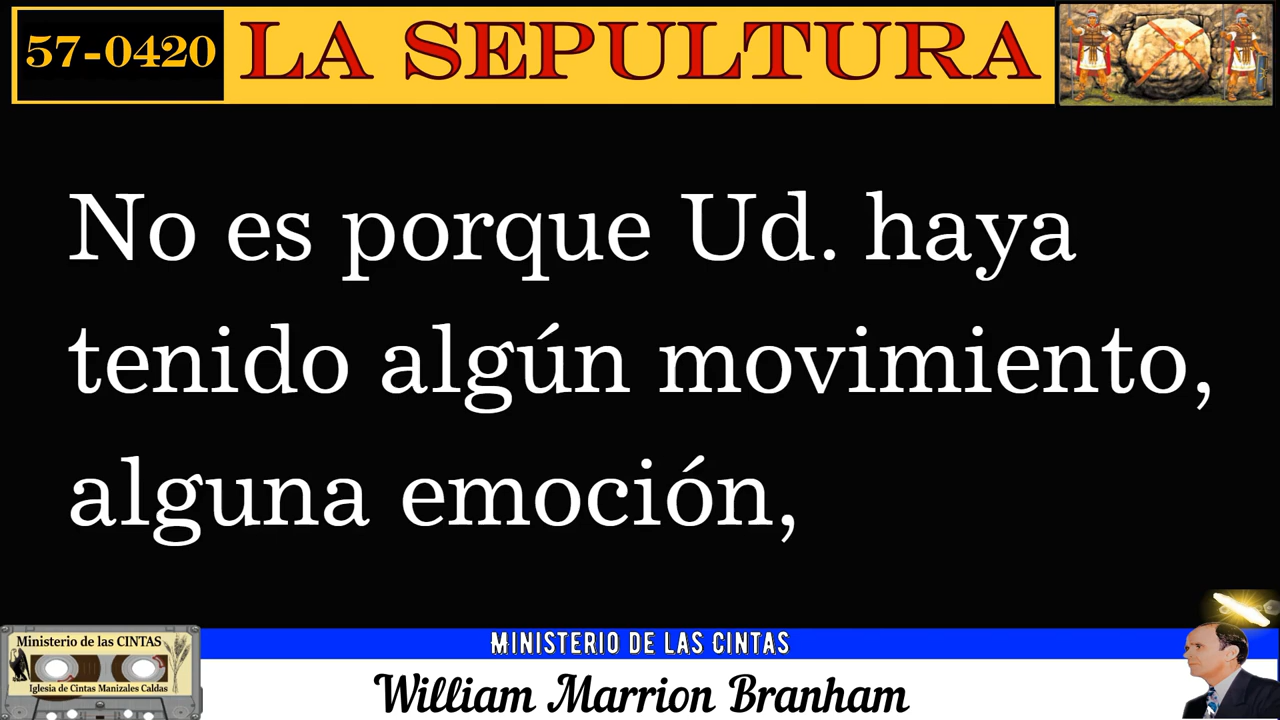 57-0420 LA SEPULTURA
No es porque Ud. haya
tenido algún movimiento,
alguna emoción,
MINISTERIO DE LAS CINTAS
Ministerio de las CINTAS
Iglesia de Cintas Manizales Caldas
William Marrion Branham